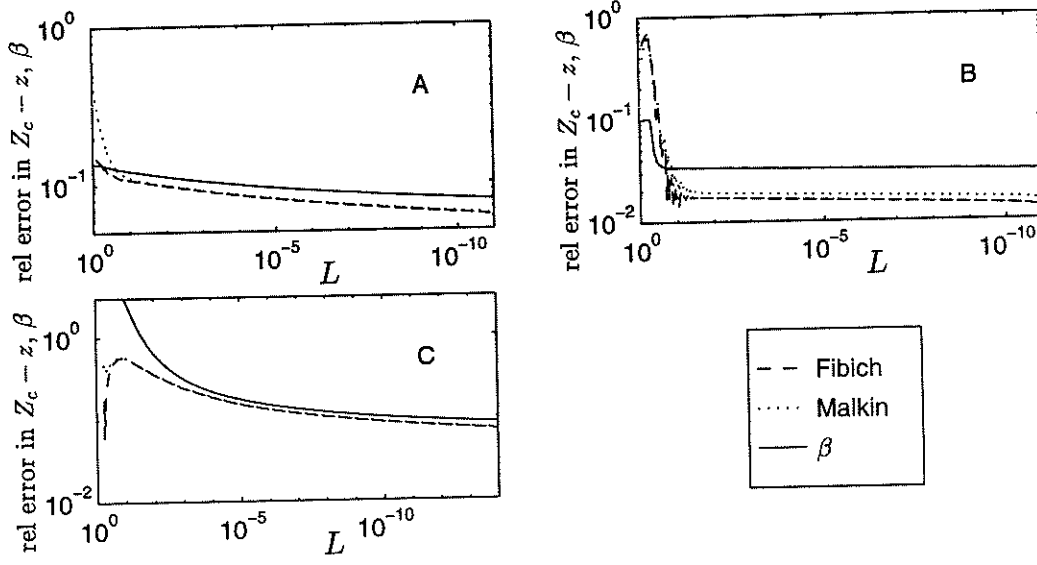 rel error in Z_c − z, β
10^0
10^-1
A
10^0
10^-5
10^-10
L
rel error in Z_c − z, β
10^0
10^-1
10^-2
B
10^0
10^-5
10^-10
L
rel error in Z_c − z, β
10^0
10^-2
C
10^0
10^-5
10^-10
L
Fibich
Malkin
β